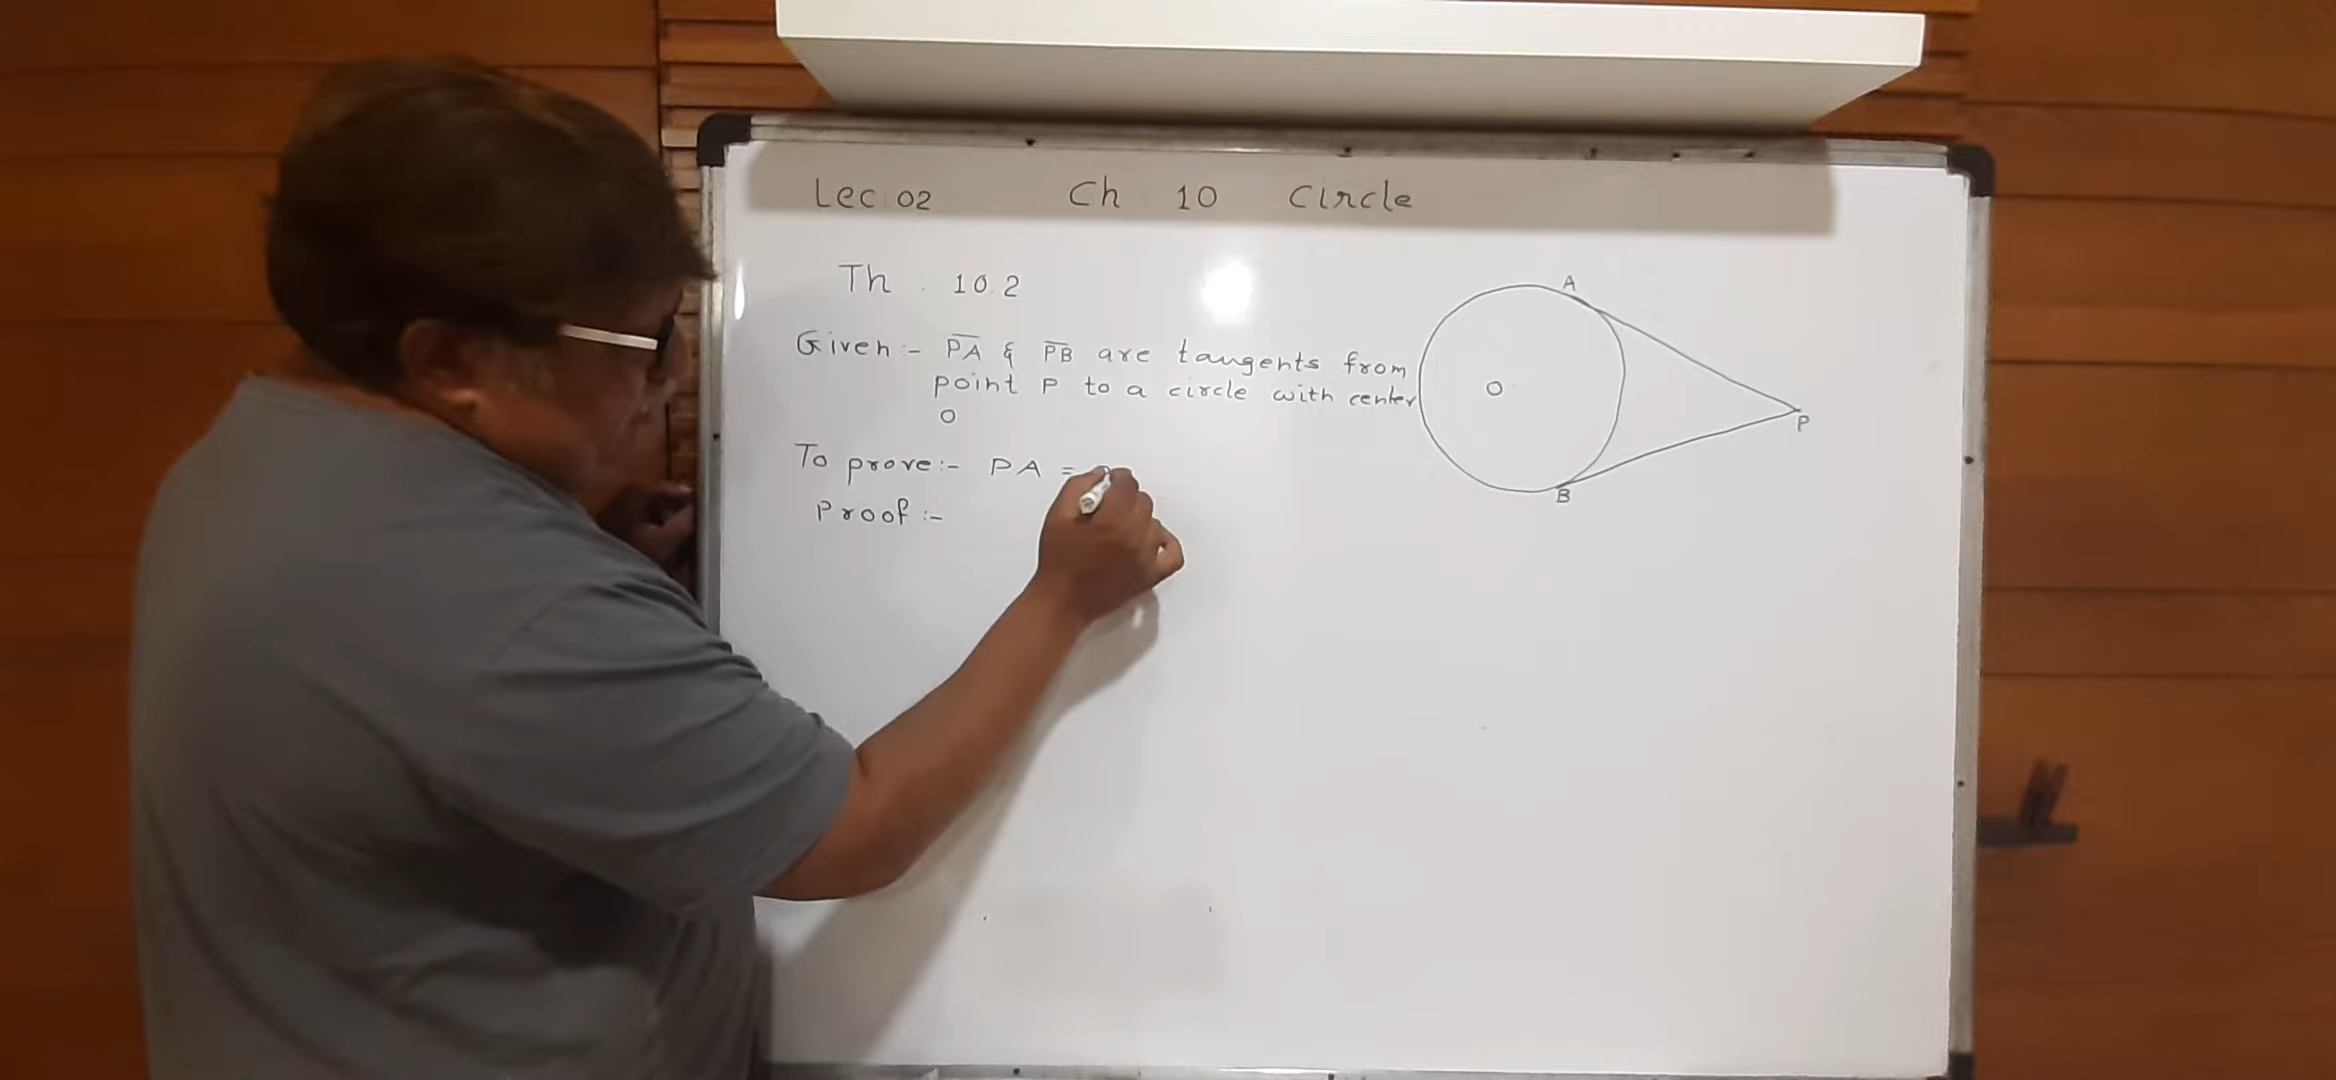 Lec. 02 Ch 10 Circle
Th. 10.2
Given :- PA & PB are tangents from
point P to a circle with center
O
To prove :- PA =
Proof :-
A
O
P
B